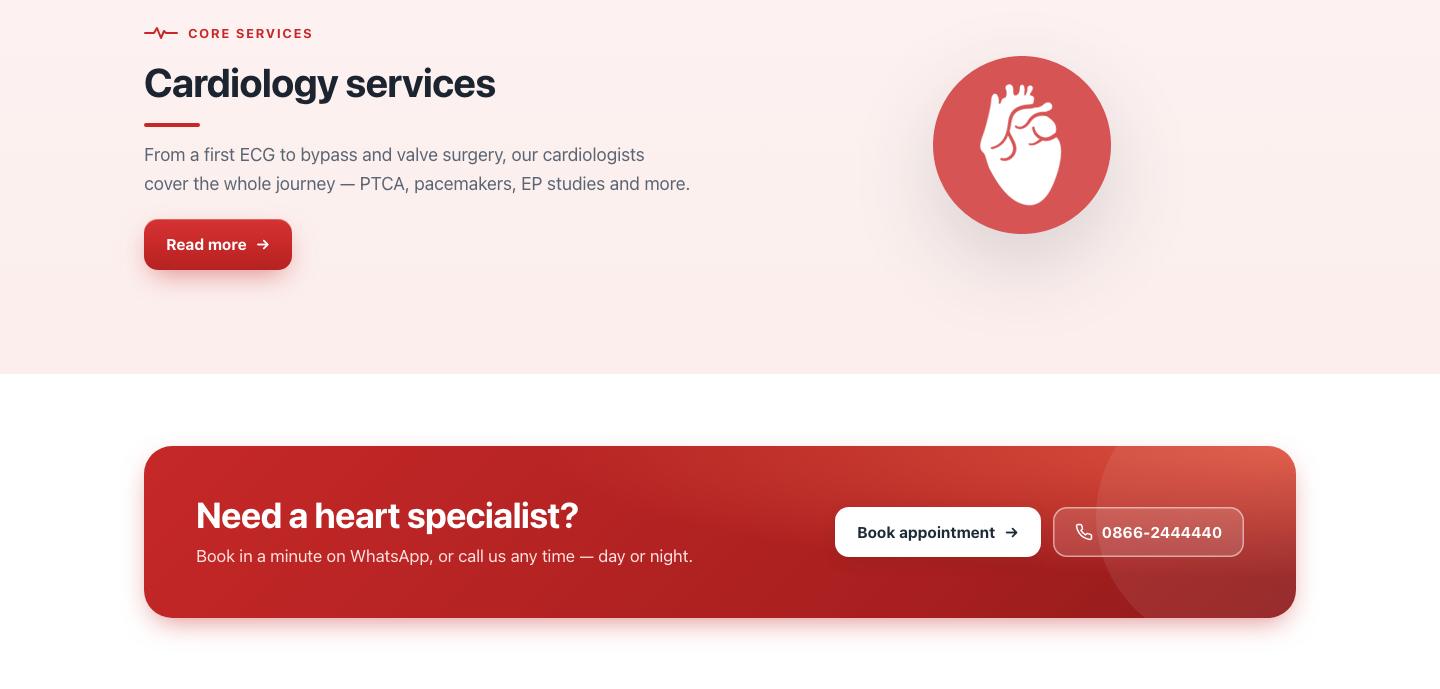 CORE SERVICES
Cardiology services
From a first ECG to bypass and valve surgery, our cardiologists
cover the whole journey — PTCA, pacemakers, EP studies and more.
Read more →
Need a heart specialist?
Book in a minute on WhatsApp, or call us any time — day or night.
Book appointment →
0866-2444440